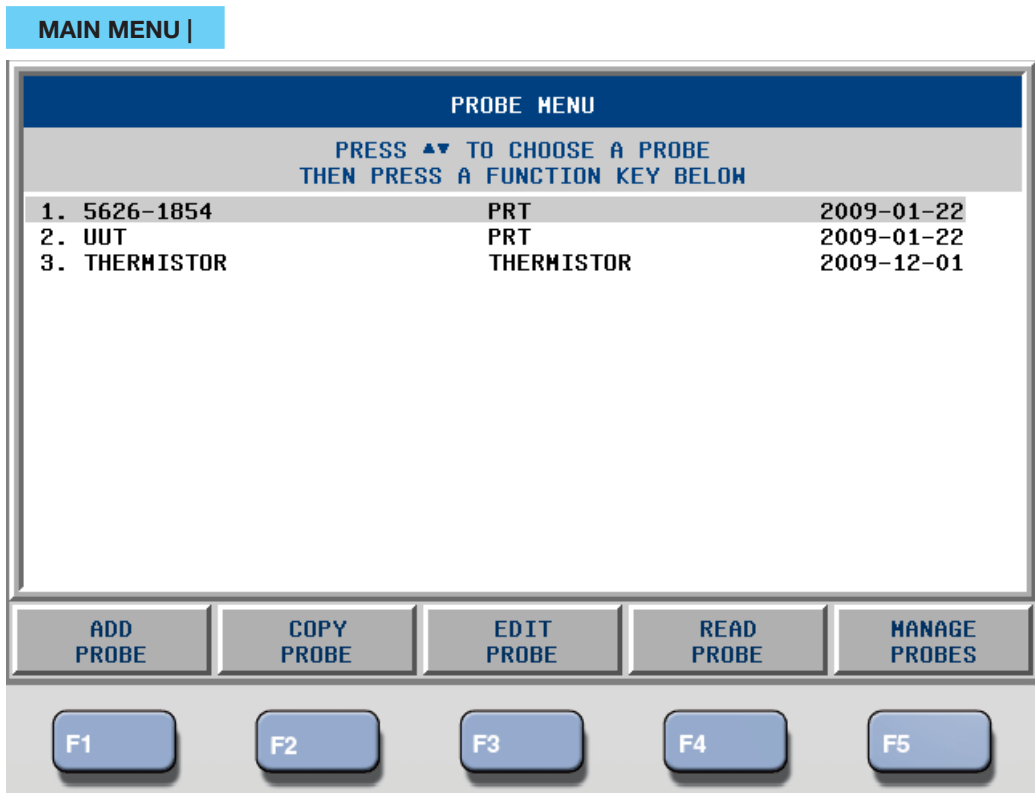 MAIN MENU |
PROBE MENU
PRESS ▲▼ TO CHOOSE A PROBE
THEN PRESS A FUNCTION KEY BELOW
1. 5626-1854 PRT 2009-01-22
2. UUT PRT 2009-01-22
3. THERMISTOR THERMISTOR 2009-12-01
ADD PROBE
COPY PROBE
EDIT PROBE
READ PROBE
MANAGE PROBES
F1 F2 F3 F4 F5